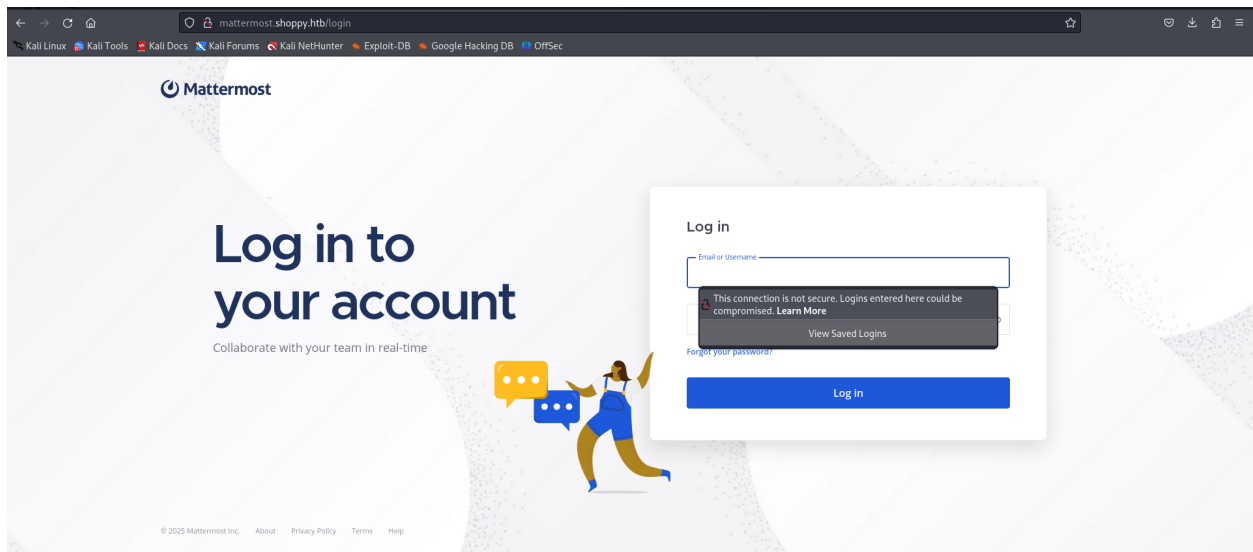 mattermost.shoppy.htb/login
Kali Linux Kali Tools Kali Docs Kali Forums Kali NetHunter Exploit-DB Google Hacking DB OffSec
Mattermost
Log in to
your account
Collaborate with your team in real-time
Log in
Email or Username
This connection is not secure. Logins entered here could be
compromised. Learn More
View Saved Logins
Forgot your password?
Log in
© 2025 Mattermost Inc. About Privacy Policy Terms Help